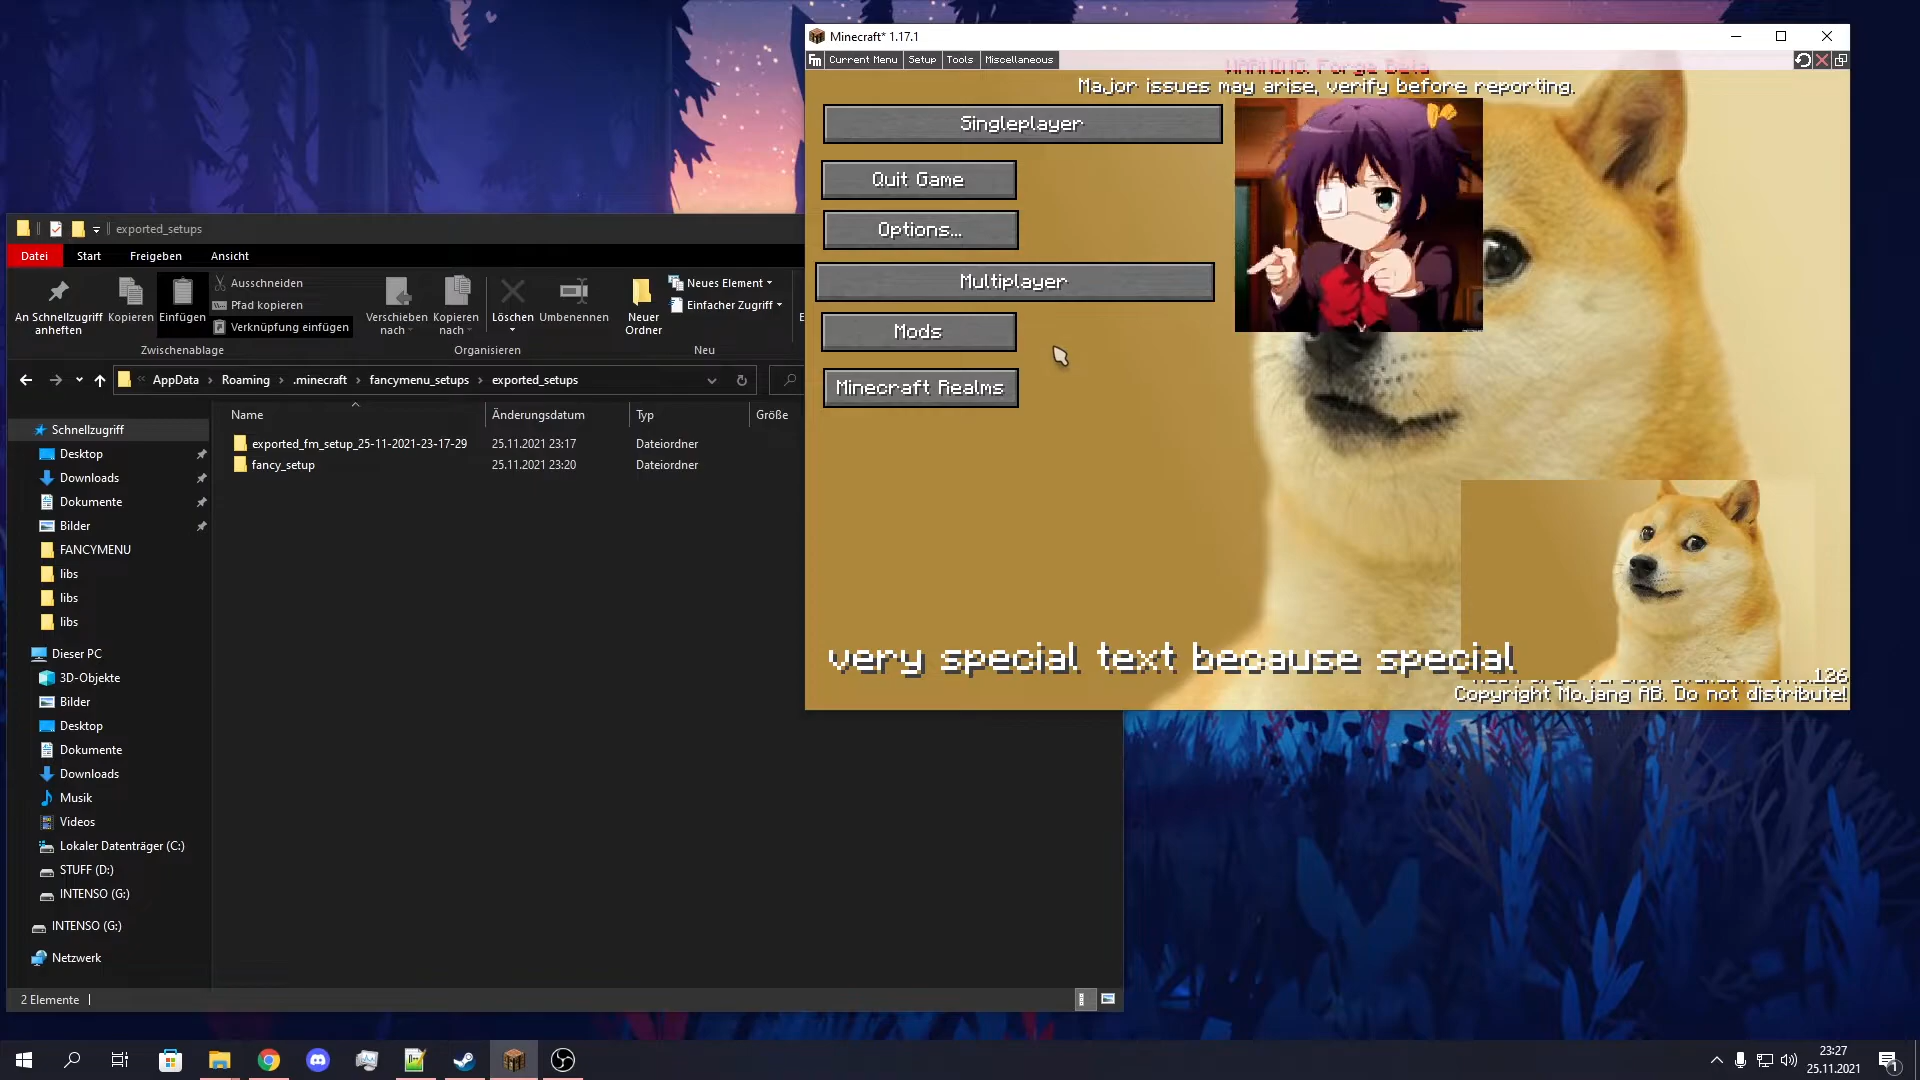 exported_setups
Datei
Start
Freigeben
Ansicht
An Schnellzugriff anheften
Kopieren
Einfügen
Ausschneiden
Pfad kopieren
Verknüpfung einfügen
Zwischenablage
Verschieben nach
Kopieren nach
Löschen
Umbenennen
Organisieren
Neuer Ordner
Neues Element
Einfacher Zugriff
Neu
AppData › Roaming › .minecraft › fancymenu_setups › exported_setups
Name Änderungsdatum Typ Größe
exported_fm_setup_25-11-2021-23-17-29 25.11.2021 23:17 Dateiordner
fancy_setup 25.11.2021 23:20 Dateiordner
Schnellzugriff
Desktop
Downloads
Dokumente
Bilder
FANCYMENU
libs
libs
libs
Dieser PC
3D-Objekte
Bilder
Desktop
Dokumente
Downloads
Musik
Videos
Lokaler Datenträger (C:)
STUFF (D:)
INTENSO (G:)
INTENSO (G:)
Netzwerk
2 Elemente
Minecraft* 1.17.1
Fm Current Menu Setup Tools Miscellaneous
WARNING: Forge Beta
Major issues may arise, verify before reporting.
Singleplayer
Quit Game
Options...
Multiplayer
Mods
Minecraft Realms
very special text because special
126
Copyright Mojang AB. Do not distribute!
23:27
25.11.2021
1